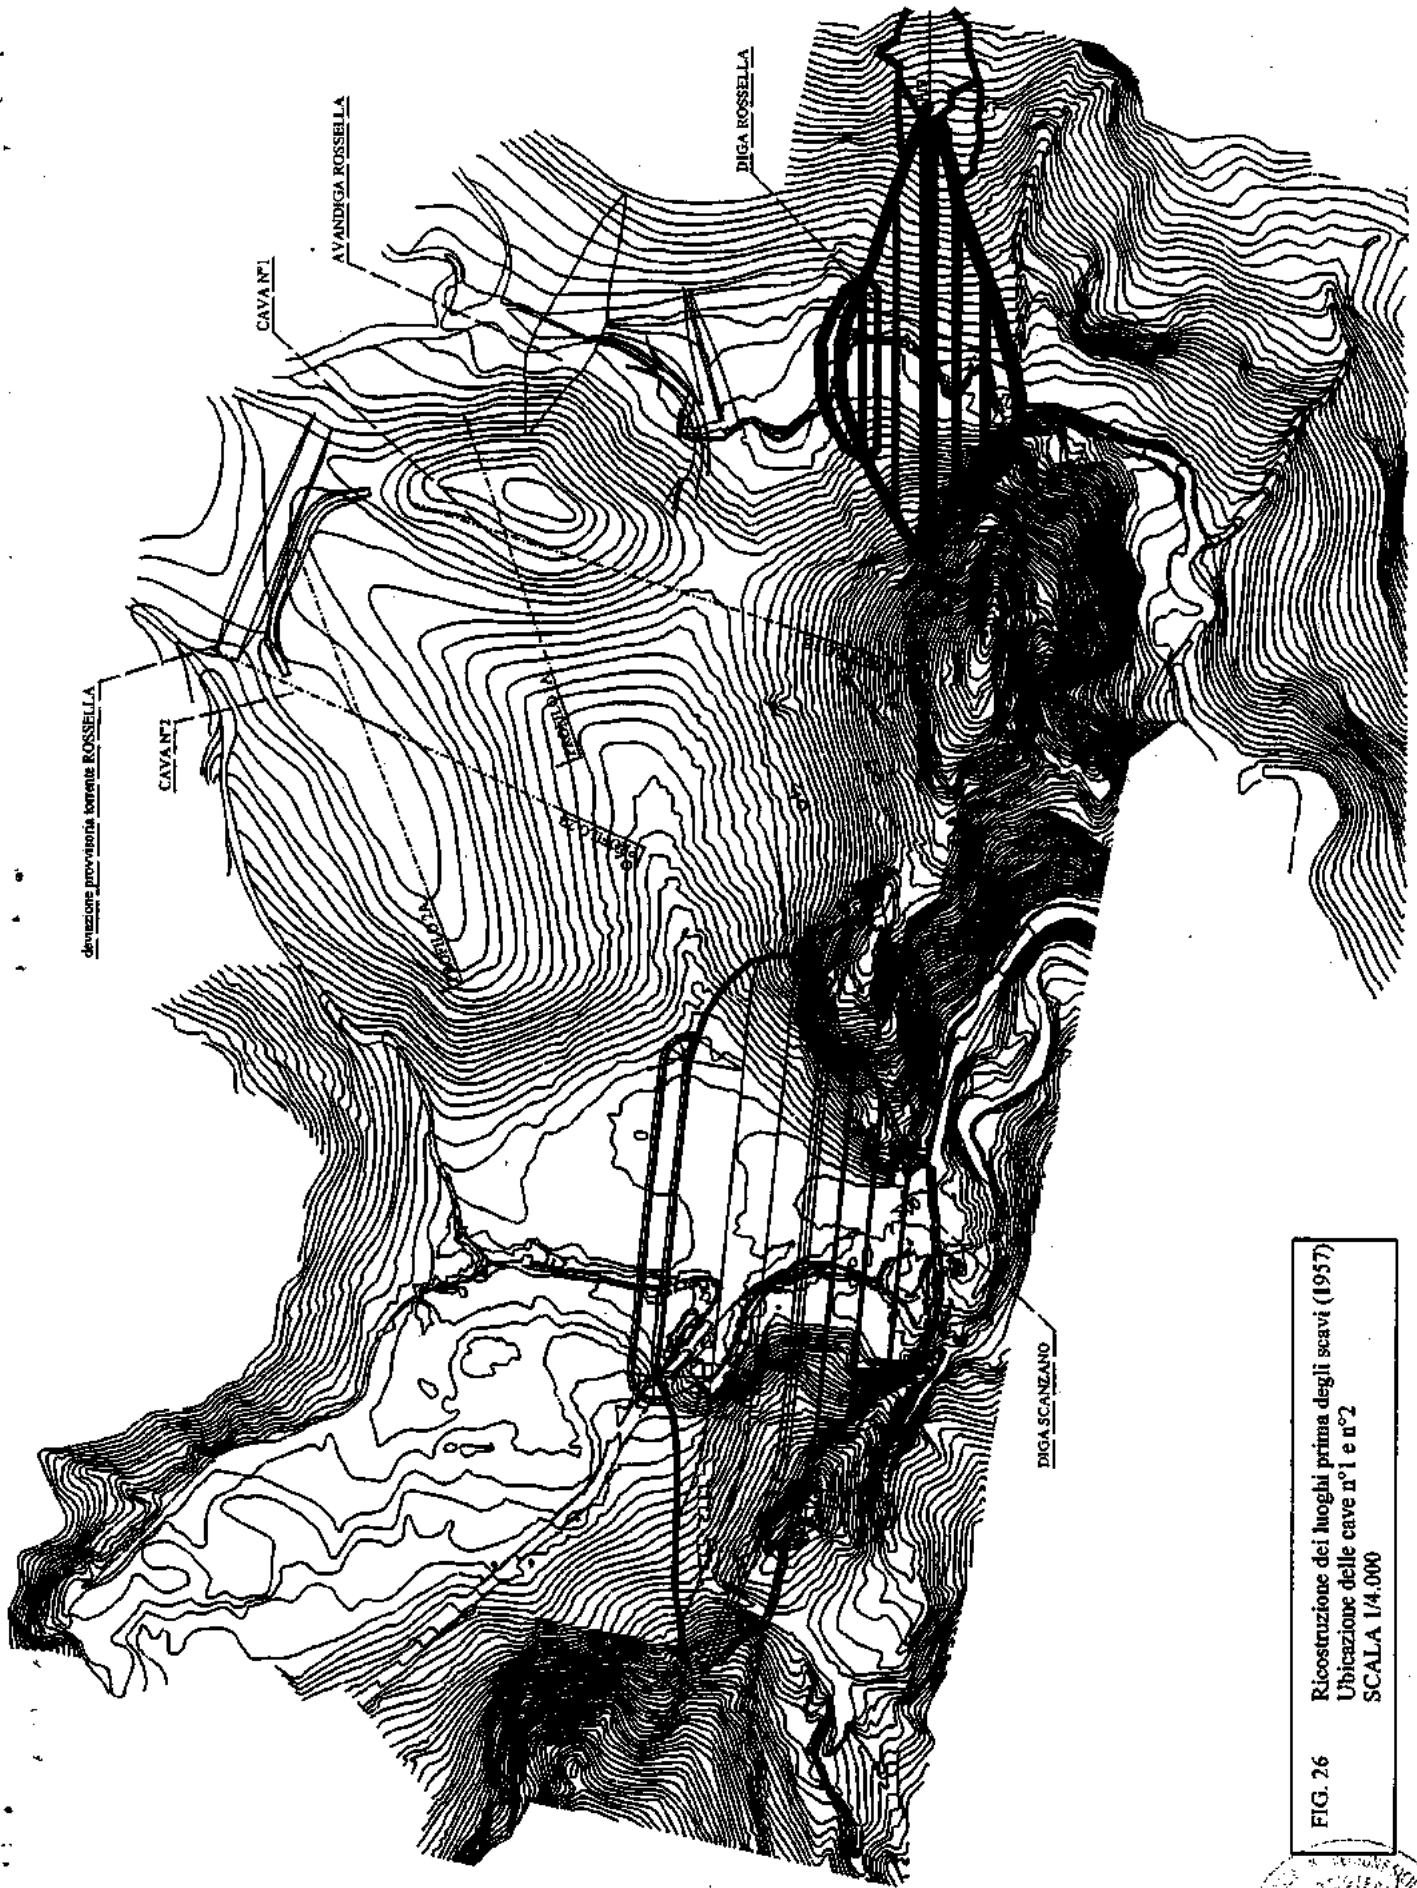 deviazione provvisoria torrente ROSSELLA
CAVA N°2
CAVA N°1
AVANDIGA ROSSELLA
DIGA ROSSELLA
DIGA SCANZANO
FIG. 26 Ricostruzione dei luoghi prima degli scavi (1957)
Ubicazione delle cave n°1 e n°2
SCALA 1/4.000